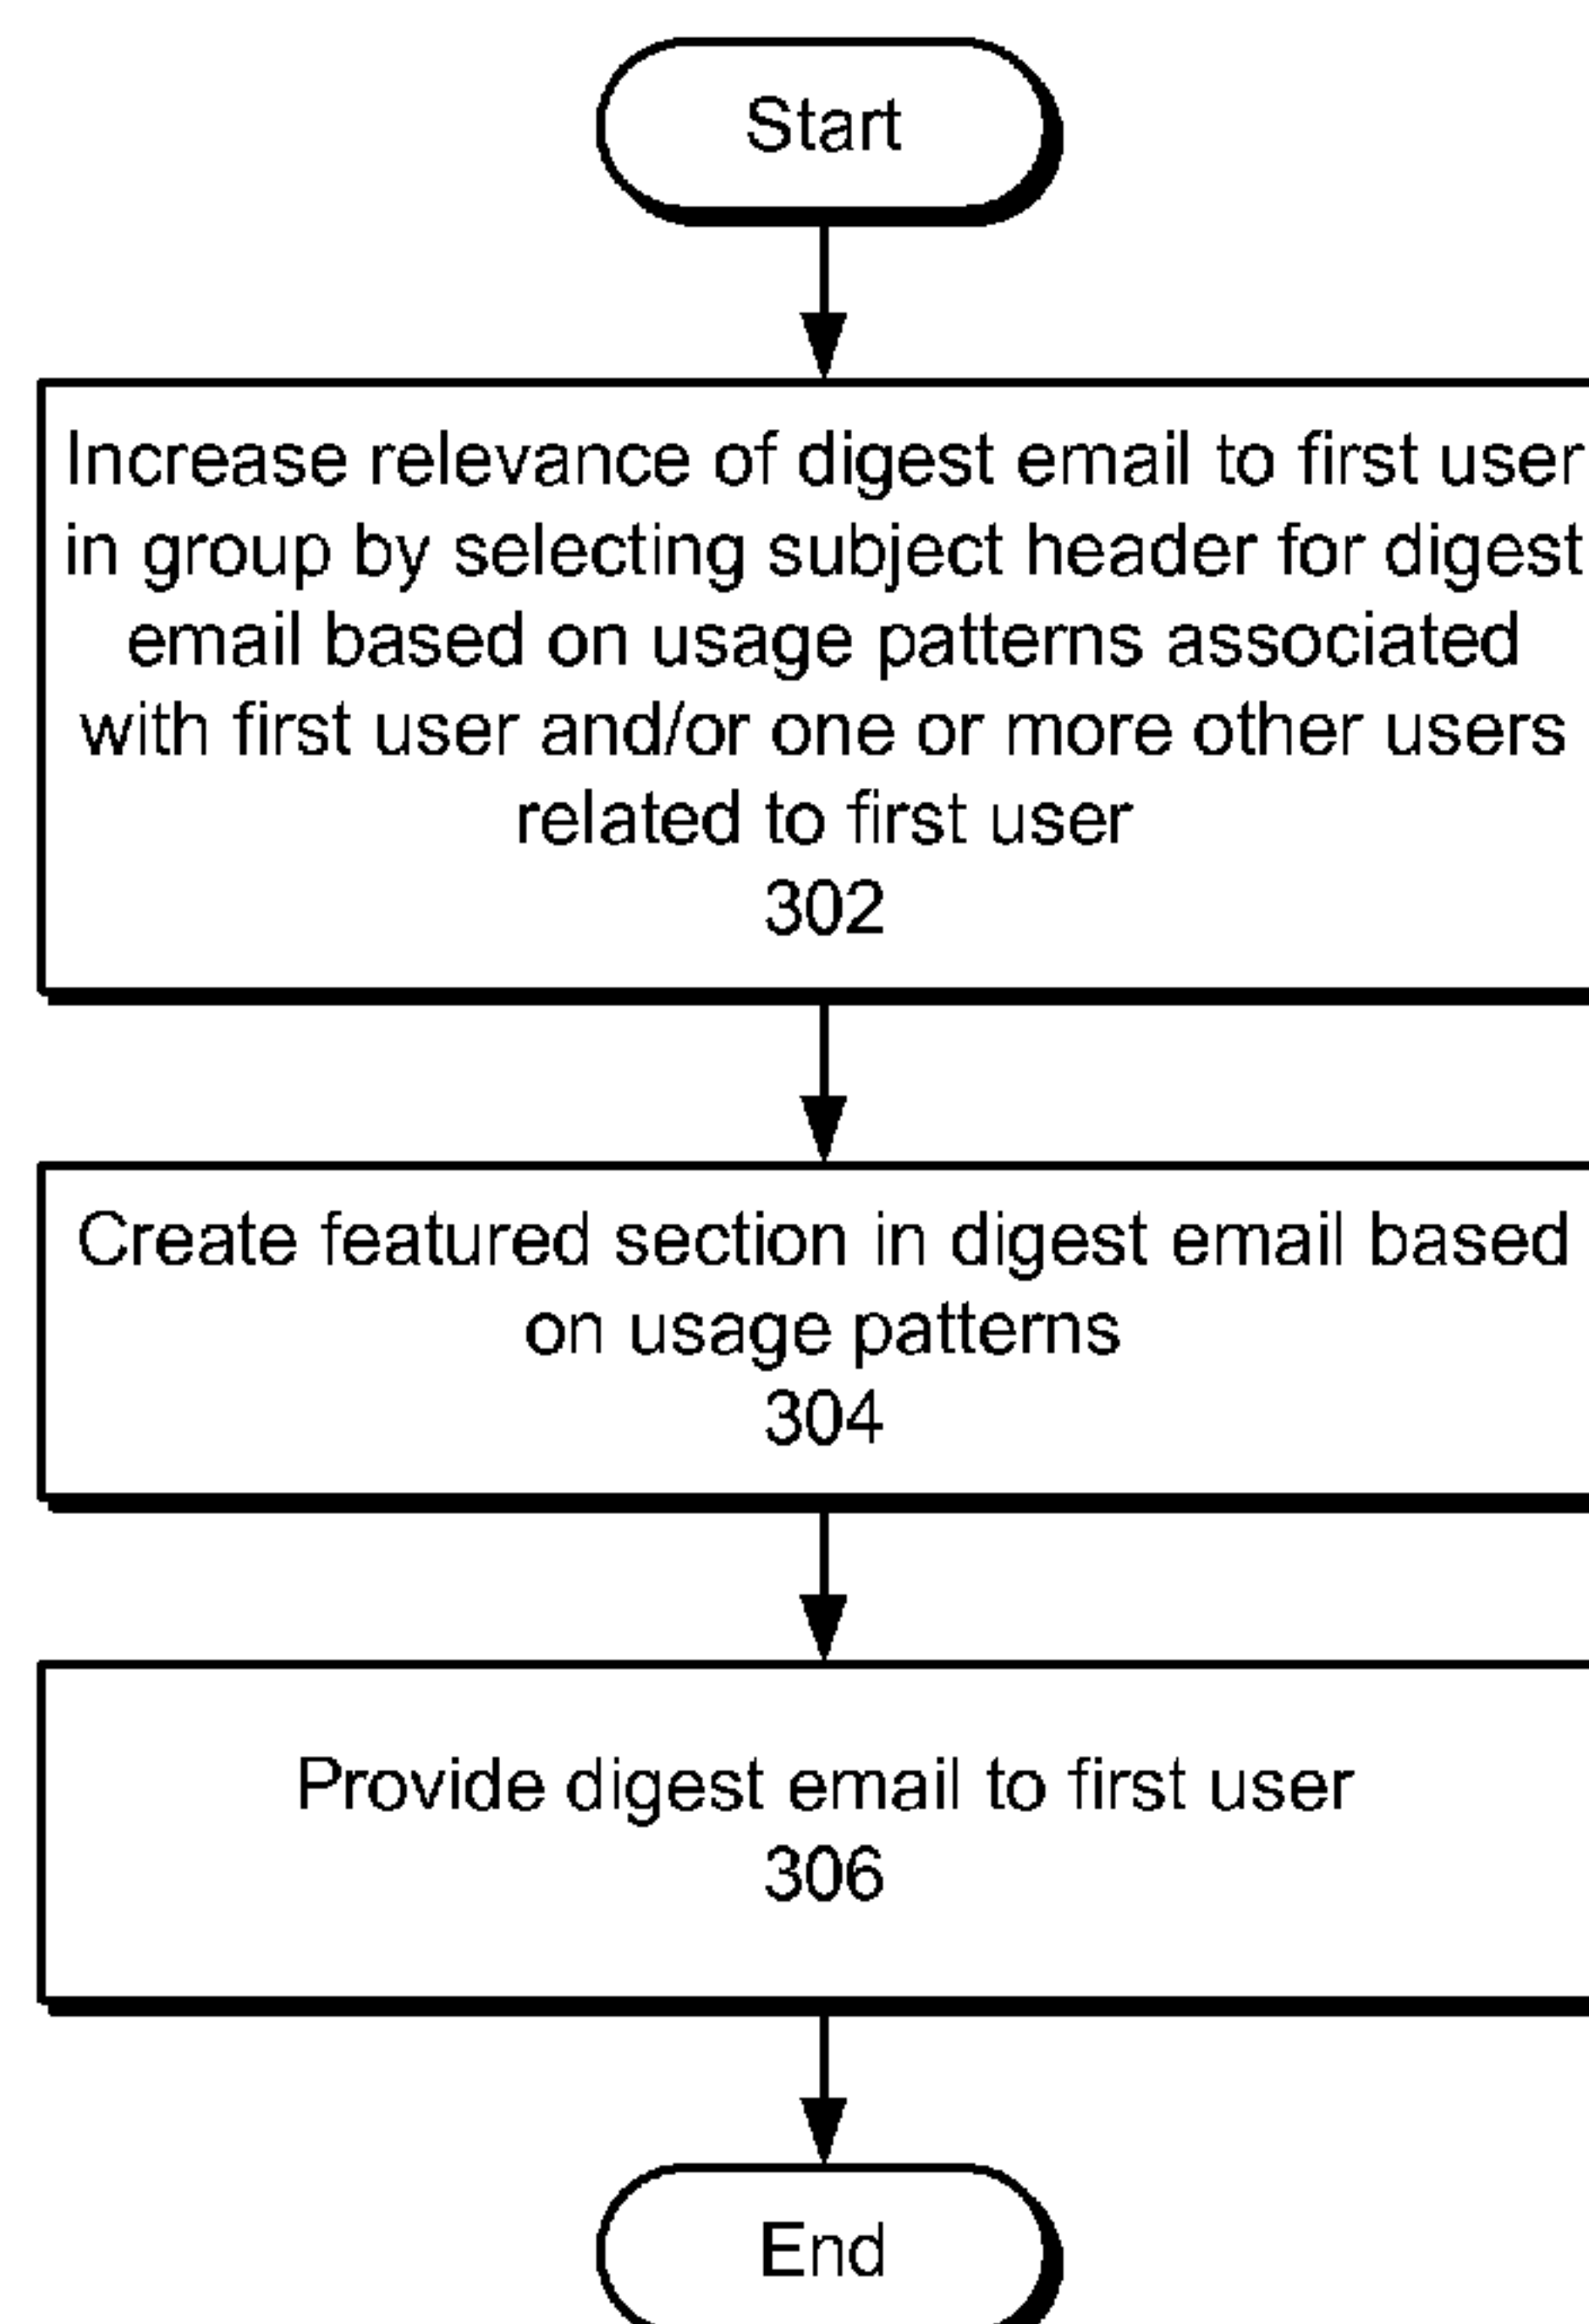 Start
Increase relevance of digest email to first user
in group by selecting subject header for digest
email based on usage patterns associated
with first user and/or one or more other users
related to first user
302
Create featured section in digest email based
on usage patterns
304
Provide digest email to first user
306
End